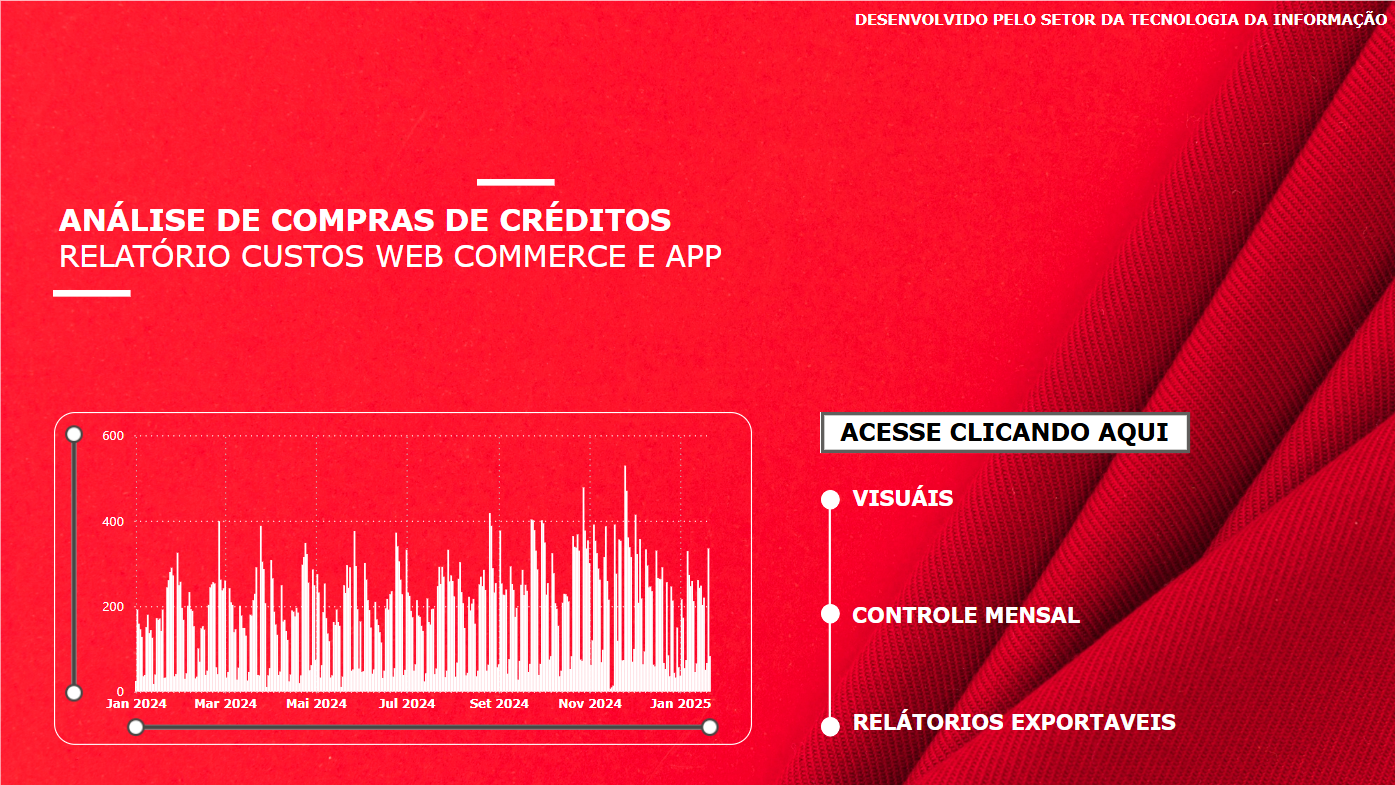 DESENVOLVIDO PELO SETOR DA TECNOLOGIA DA INFORMAÇÃO
ANÁLISE DE COMPRAS DE CRÉDITOS
RELATÓRIO CUSTOS WEB COMMERCE E APP
600
400
200
0
Jan 2024 Mar 2024 Mai 2024 Jul 2024 Set 2024 Nov 2024 Jan 2025
ACESSE CLICANDO AQUI
VISUÁIS
CONTROLE MENSAL
RELÁTORIOS EXPORTAVEIS